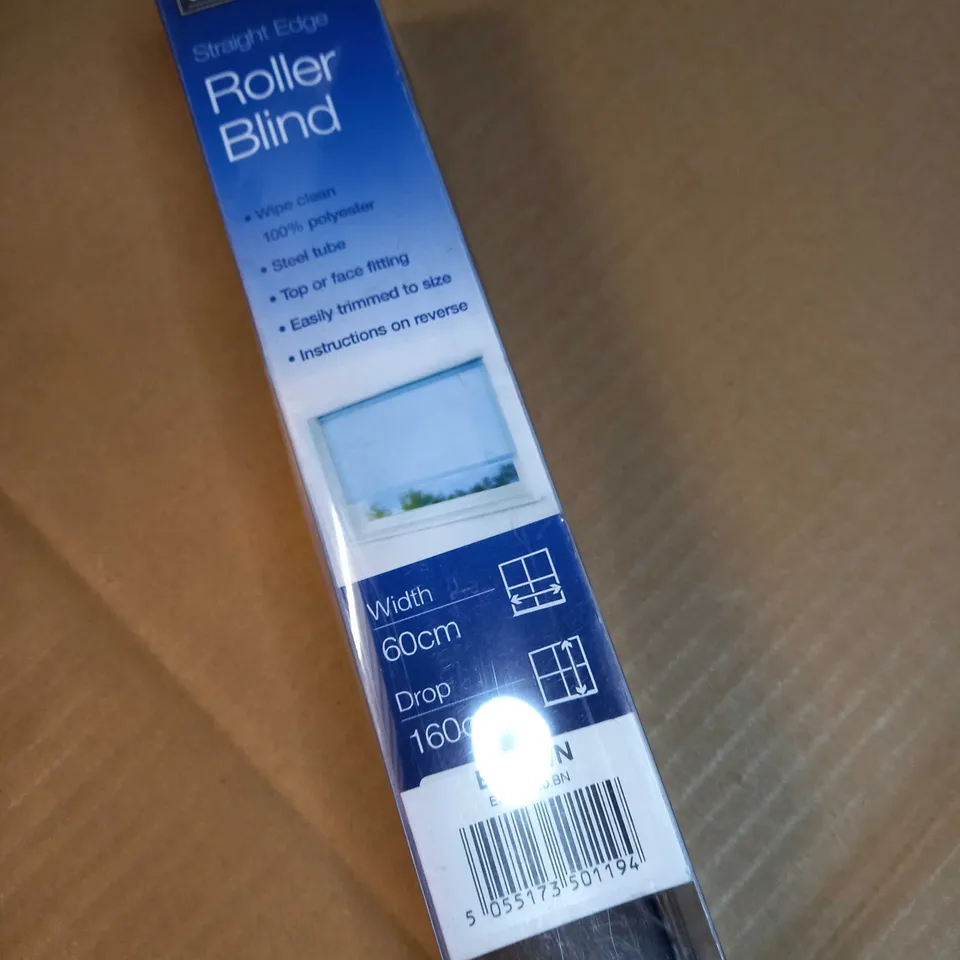 Straight Edge
Roller
Blind
• Wipe clean
100% polyester
• Steel tube
• Top or face fitting
• Easily trimmed to size
• Instructions on reverse
Width
60cm
Drop
5 055173 501194